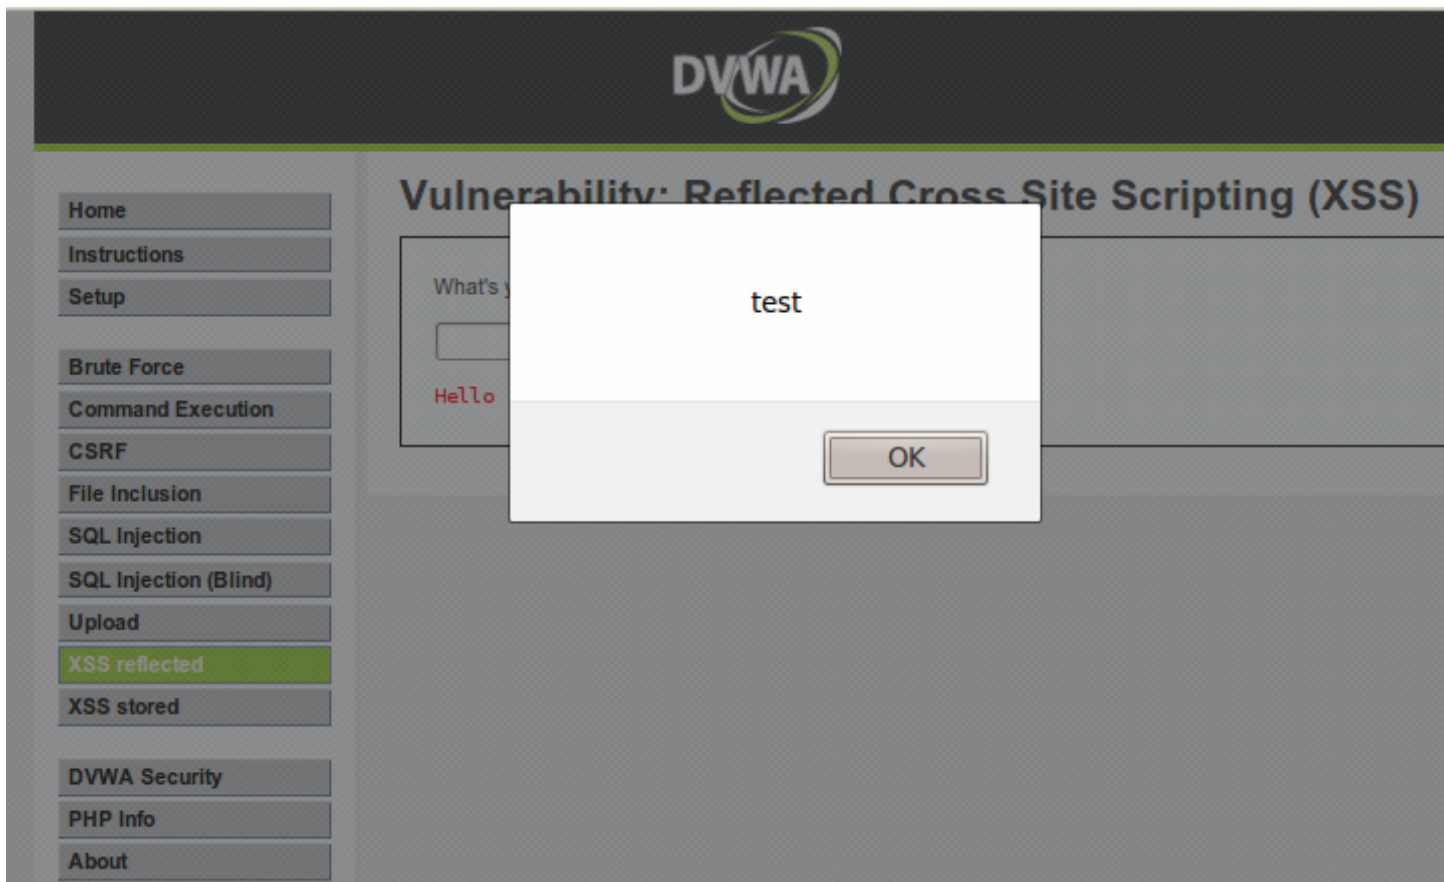 DVWA
Vulnerability: Reflected Cross Site Scripting (XSS)
Home
Instructions
Setup
Brute Force
Command Execution
CSRF
File Inclusion
SQL Injection
SQL Injection (Blind)
Upload
XSS reflected
XSS stored
DVWA Security
PHP Info
About
What's
Hello
test
OK